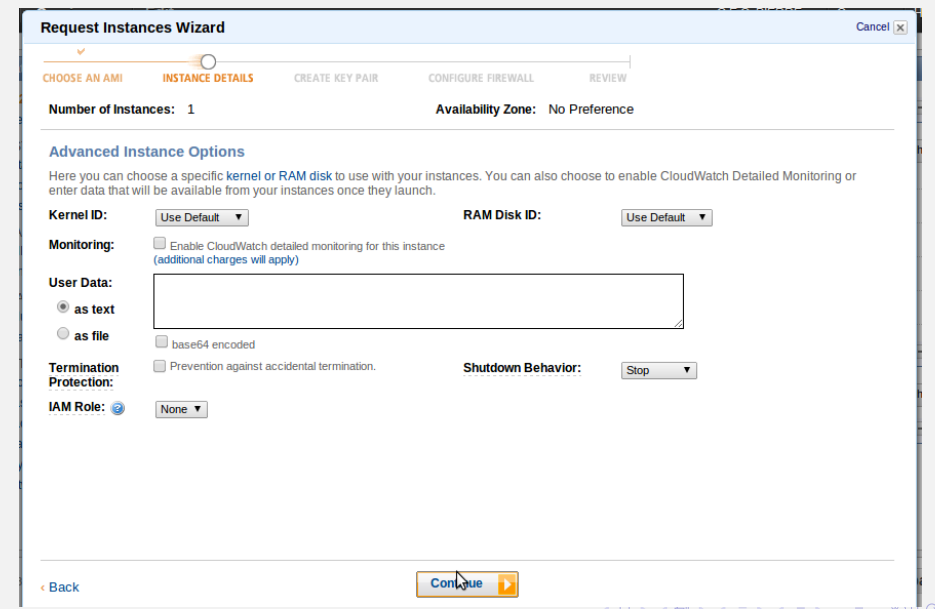 Request Instances Wizard
Cancel
CHOOSE AN AMI
INSTANCE DETAILS
CREATE KEY PAIR
CONFIGURE FIREWALL
REVIEW
Number of Instances: 1
Availability Zone: No Preference
Advanced Instance Options
Here you can choose a specific kernel or RAM disk to use with your instances. You can also choose to enable CloudWatch Detailed Monitoring or
enter data that will be available from your instances once they launch.
Kernel ID: Use Default
RAM Disk ID: Use Default
Monitoring: Enable CloudWatch detailed monitoring for this instance
(additional charges will apply)
User Data:
as text
as file
base64 encoded
Termination
Protection:
Prevention against accidental termination.
Shutdown Behavior: Stop
IAM Role: ? None
‹ Back
Continue